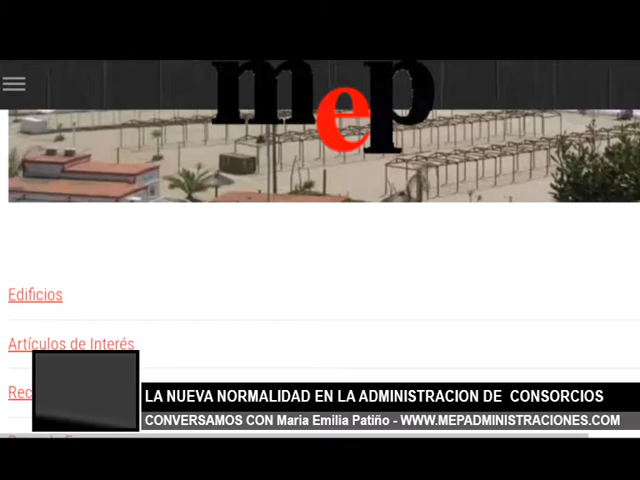 mep
Edificios
Artículos de Interés
LA NUEVA NORMALIDAD EN LA ADMINISTRACION DE CONSORCIOS
CONVERSAMOS CON María Emilia Patiño - WWW.MEPADMINISTRACIONES.COM